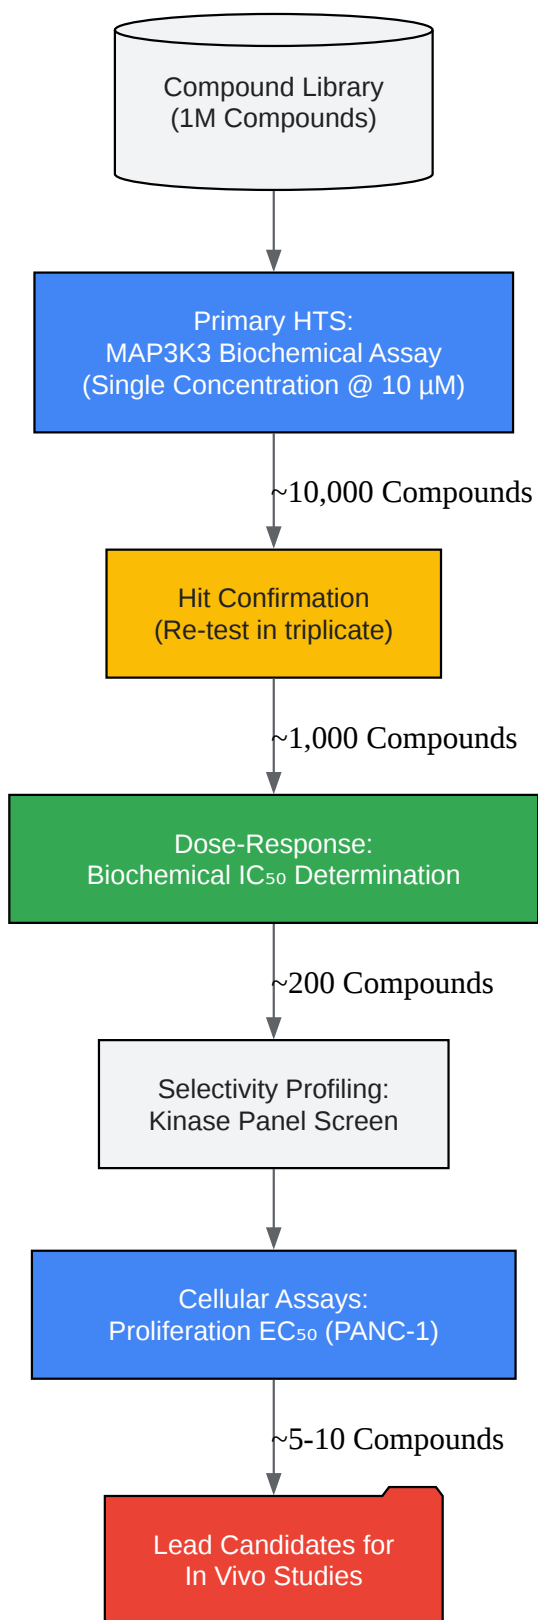 Compound Library
(1M Compounds)
Primary HTS:
MAP3K3 Biochemical Assay
(Single Concentration @ 10 µM)
~10,000 Compounds
Hit Confirmation
(Re-test in triplicate)
~1,000 Compounds
Dose-Response:
Biochemical IC₅₀ Determination
~200 Compounds
Selectivity Profiling:
Kinase Panel Screen
Cellular Assays:
Proliferation EC₅₀ (PANC-1)
~5-10 Compounds
Lead Candidates for
In Vivo Studies